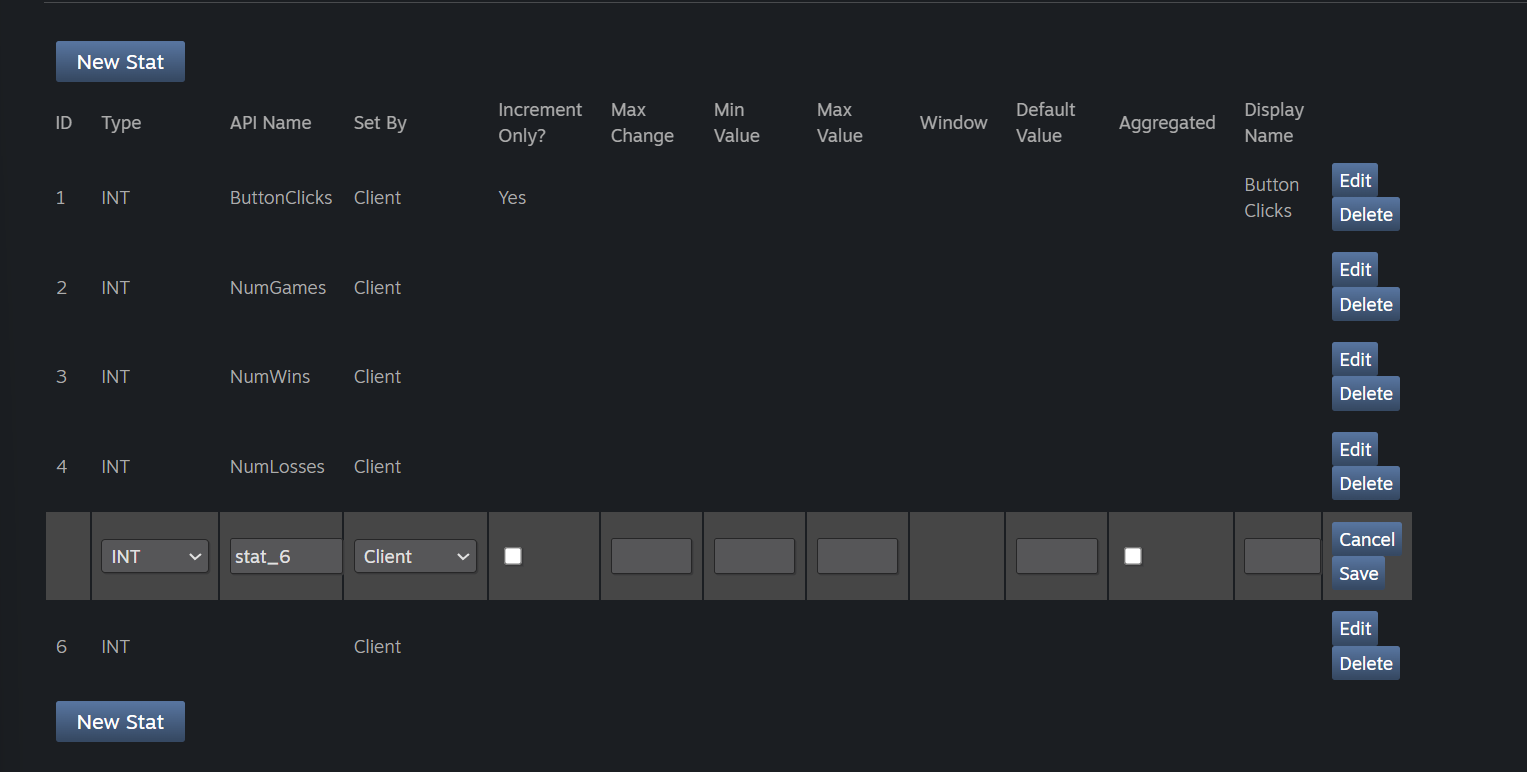 New Stat
ID Type API Name Set By Increment Only? Max Change Min Value Max Value Window Default Value Aggregated Display Name
1 INT ButtonClicks Client Yes Button Clicks Edit Delete
2 INT NumGames Client Edit Delete
3 INT NumWins Client Edit Delete
4 INT NumLosses Client Edit Delete
INT stat_6 Client Cancel Save
6 INT Client Edit Delete
New Stat